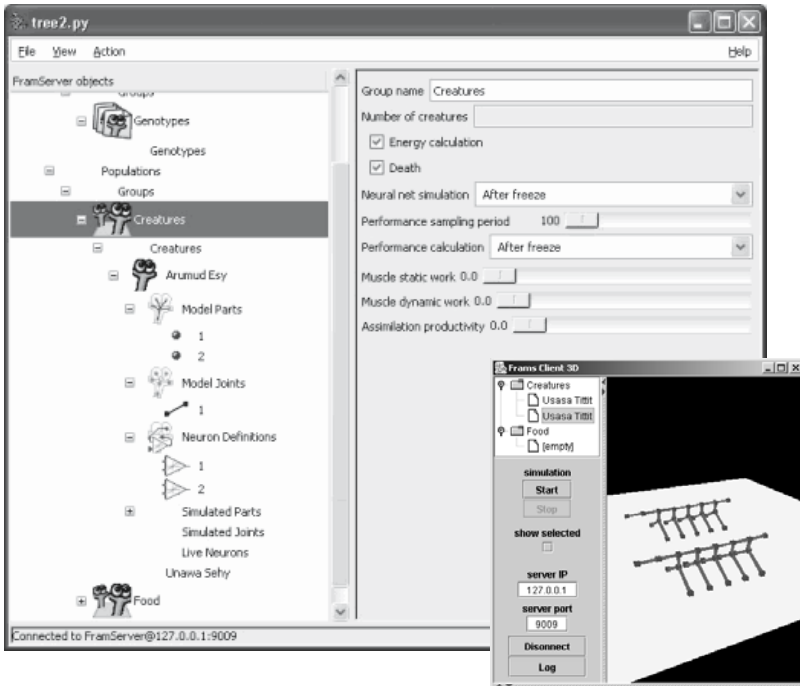 tree2.py
File View Action Help
FramServer objects
Groups
Genotypes
Genotypes
Populations
Groups
Creatures
Creatures
Arumud Esy
Model Parts
1
2
Model Joints
1
Neuron Definitions
1
2
Simulated Parts
Simulated Joints
Live Neurons
Unawa Sehy
Food
Connected to FramServer@127.0.0.1:9009
Group name Creatures
Number of creatures
Energy calculation
Death
Neural net simulation After freeze
Performance sampling period 100
Performance calculation After freeze
Muscle static work 0.0
Muscle dynamic work 0.0
Assimilation productivity 0.0
Frams Client 3D
Creatures
Usasa Tittit
Usasa Tittit
Food
[empty]
simulation
Start
Stop
show selected
server IP
127.0.0.1
server port
9009
Disonnect
Log